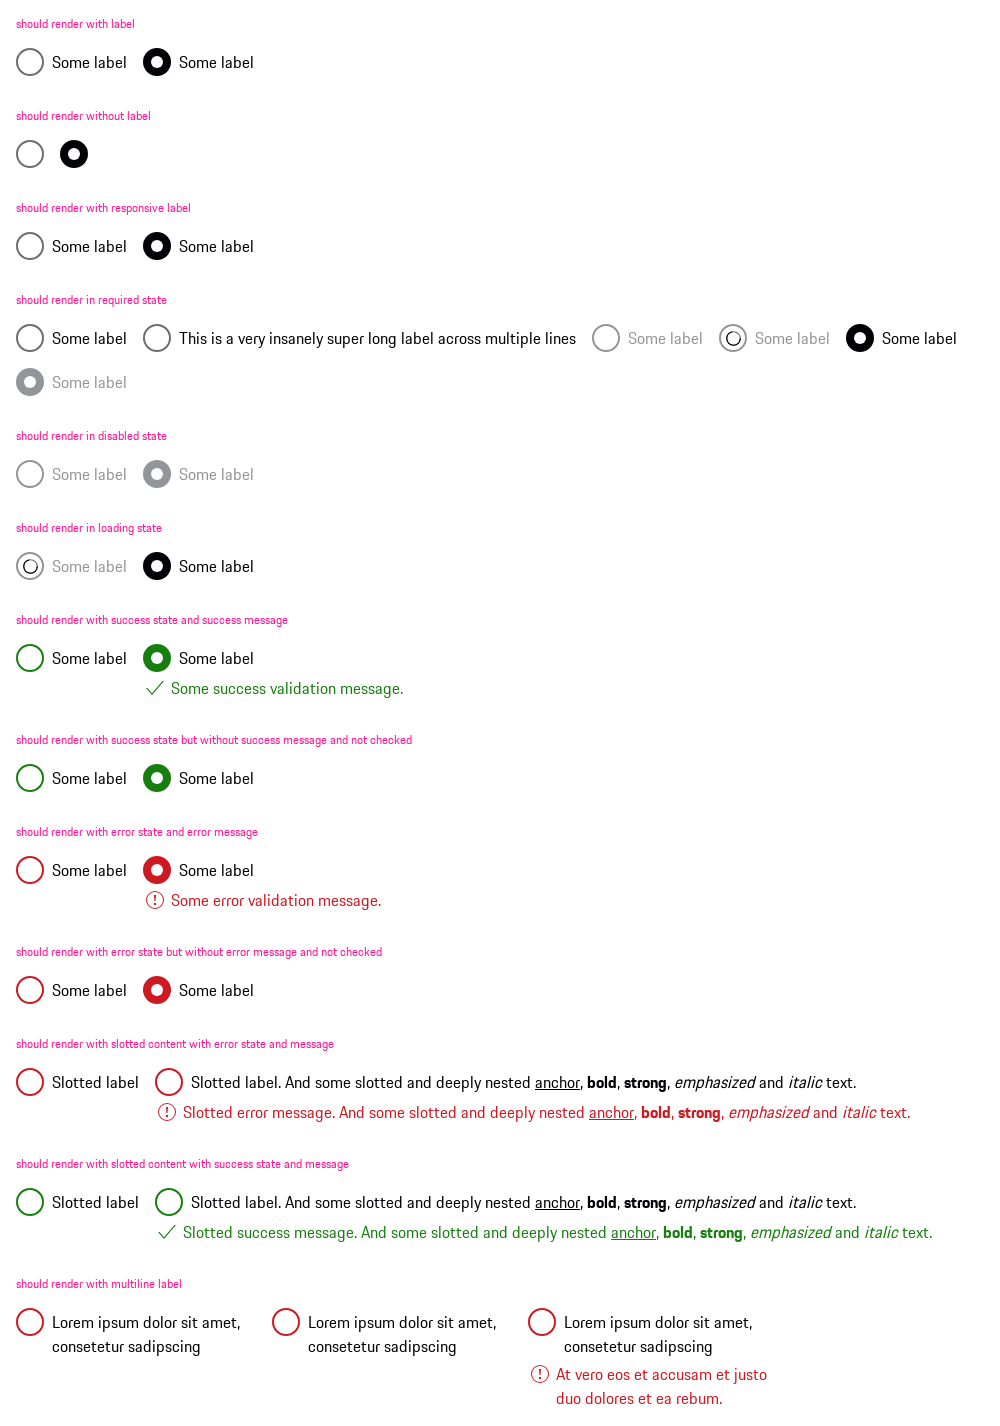 should render with label
Some label Some label
should render without label
should render with responsive label
Some label Some label
should render in required state
Some label This is a very insanely super long label across multiple lines Some label Some label Some label
Some label
should render in disabled state
Some label Some label
should render in loading state
Some label Some label
should render with success state and success message
Some label Some label
Some success validation message.
should render with success state but without success message and not checked
Some label Some label
should render with error state and error message
Some label Some label
Some error validation message.
should render with error state but without error message and not checked
Some label Some label
should render with slotted content with error state and message
Slotted label Slotted label. And some slotted and deeply nested anchor, bold, strong, emphasized and italic text.
Slotted error message. And some slotted and deeply nested anchor, bold, strong, emphasized and italic text.
should render with slotted content with success state and message
Slotted label Slotted label. And some slotted and deeply nested anchor, bold, strong, emphasized and italic text.
Slotted success message. And some slotted and deeply nested anchor, bold, strong, emphasized and italic text.
should render with multiline label
Lorem ipsum dolor sit amet, Lorem ipsum dolor sit amet, Lorem ipsum dolor sit amet,
consetetur sadipscing consetetur sadipscing consetetur sadipscing
At vero eos et accusam et justo
duo dolores et ea rebum.